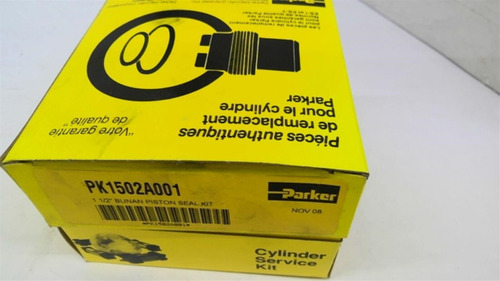 Pièces authentiques
de remplacement
pour le cylindre
Parker
"Votre garantie
de qualité"
PK1502A001
1 1/2" BUNAN PISTON SEAL KIT
*PK1502A001*
Parker
NOV 08
Cylinder
Service
Kit